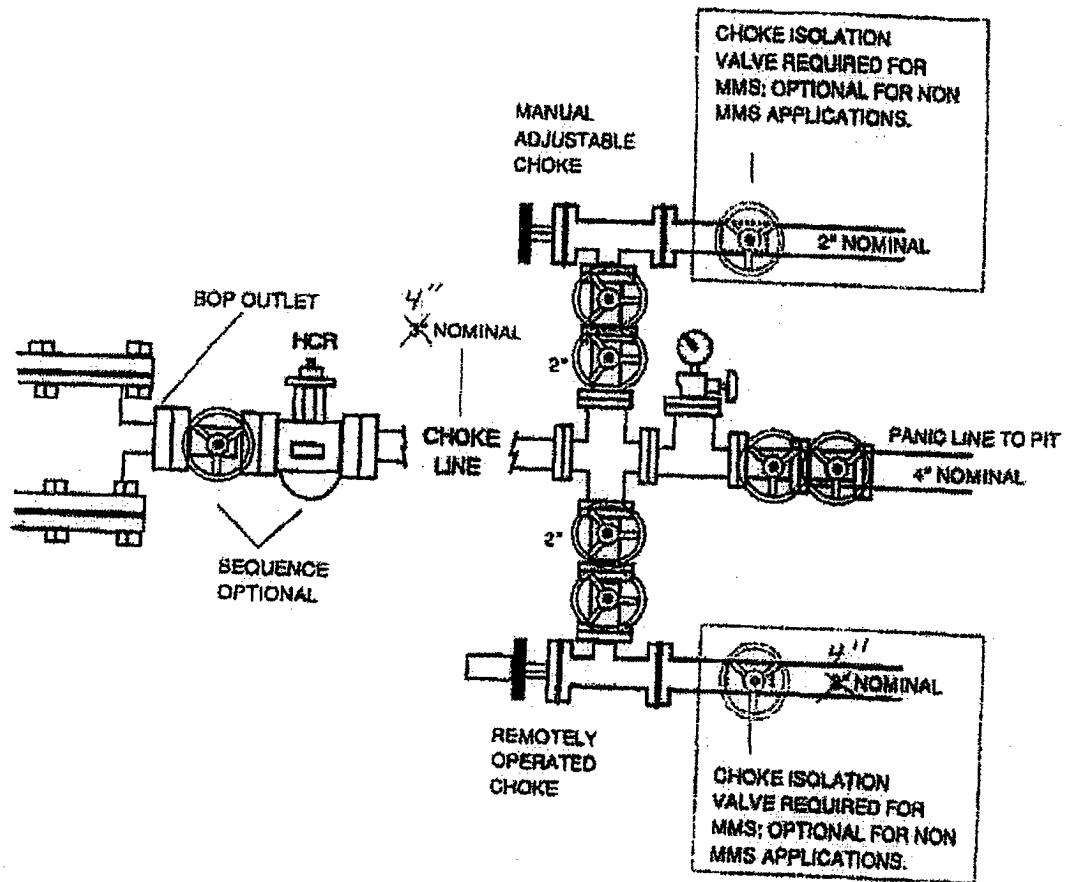 CHOKE ISOLATION
VALVE REQUIRED FOR
MMS; OPTIONAL FOR NON
MMS APPLICATIONS.
MANUAL
ADJUSTABLE
CHOKE
2" NOMINAL
BOP OUTLET
4"
3" NOMINAL
HCR
2"
CHOKE
LINE
PANIC LINE TO PIT
4" NOMINAL
2"
SEQUENCE
OPTIONAL
4"
2" NOMINAL
REMOTELY
OPERATED
CHOKE
CHOKE ISOLATION
VALVE REQUIRED FOR
MMS; OPTIONAL FOR NON
MMS APPLICATIONS.